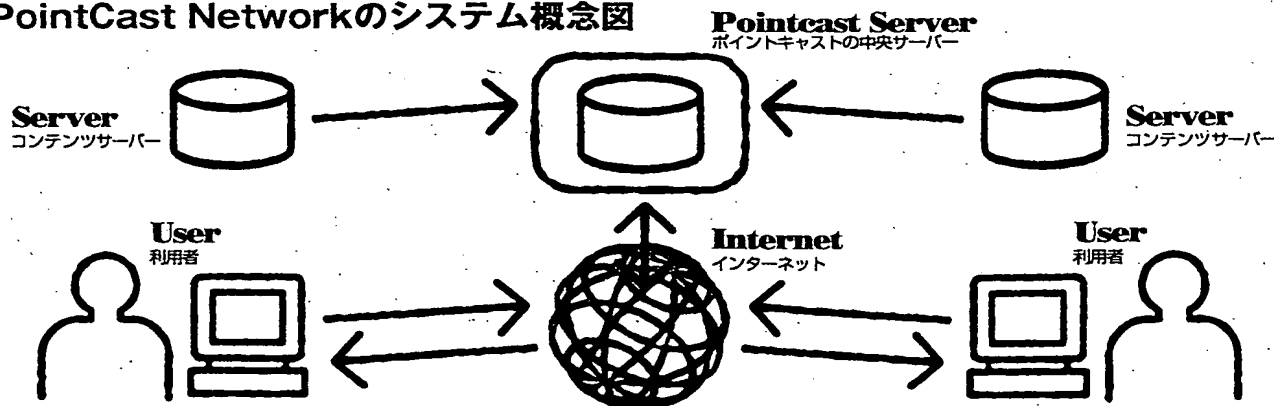 PointCast Networkのシステム概念図
Pointcast Server
ポイントキャストの中央サーバー
Server
コンテンツサーバー
Server
コンテンツサーバー
User
利用者
Internet
インターネット
User
利用者